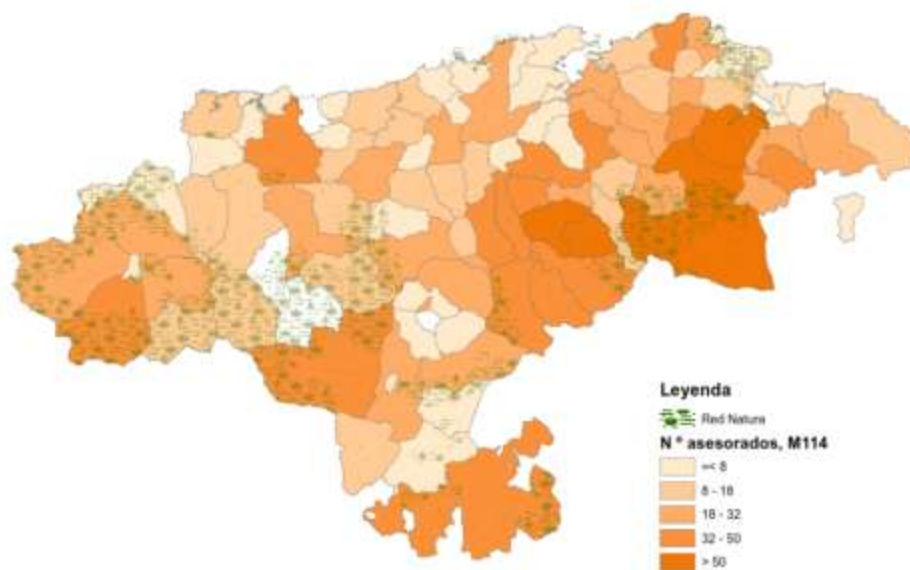 Leyenda
Red Natura
N º asesorados, M114
=< 8
8 - 18
18 - 32
32 - 50
> 50